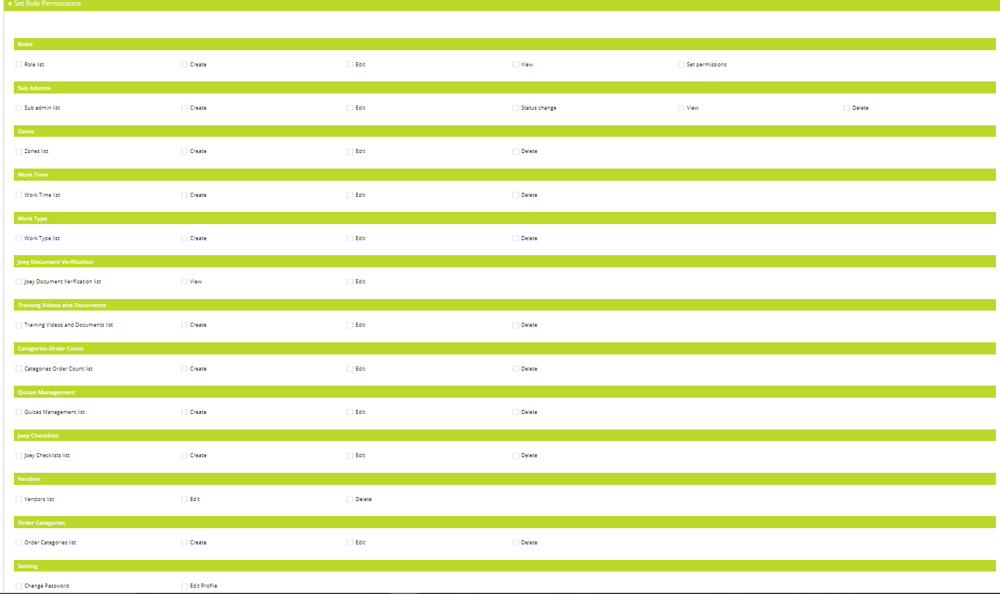 Set Role Permissions
Roles
Role list Create Edit View Set permissions
Sub Admins
Sub admin list Create Edit Status change View Delete
Zones
Zones list Create Edit Delete
Work Time
Work Time list Create Edit Delete
Work Type
Work Type list Create Edit Delete
Joey Document Verification
Joey Document Verification list View Edit
Training Videos and Documents
Training Videos and Documents list Create Edit Delete
Categories Order Count
Categories Order Count list Create Edit Delete
Quizes Management
Quizes Management list Create Edit Delete
Joey Checklists
Joey Checklists list Create Edit Delete
Vendors
Vendors list Edit Delete
Order Categories
Order Categories list Create Edit Delete
Setting
Change Password Edit Profile